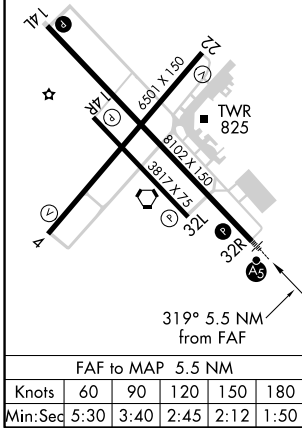 14L
P
22
V
14R
P
6501 X 150
TWR
825
8102 X 150
3817 X 75
V
4
P
32L
P
32R
A5
319° 5.5 NM
from FAF
FAF to MAP 5.5 NM
Knots 60 90 120 150 180
Min:Sec 5:30 3:40 2:45 2:12 1:50